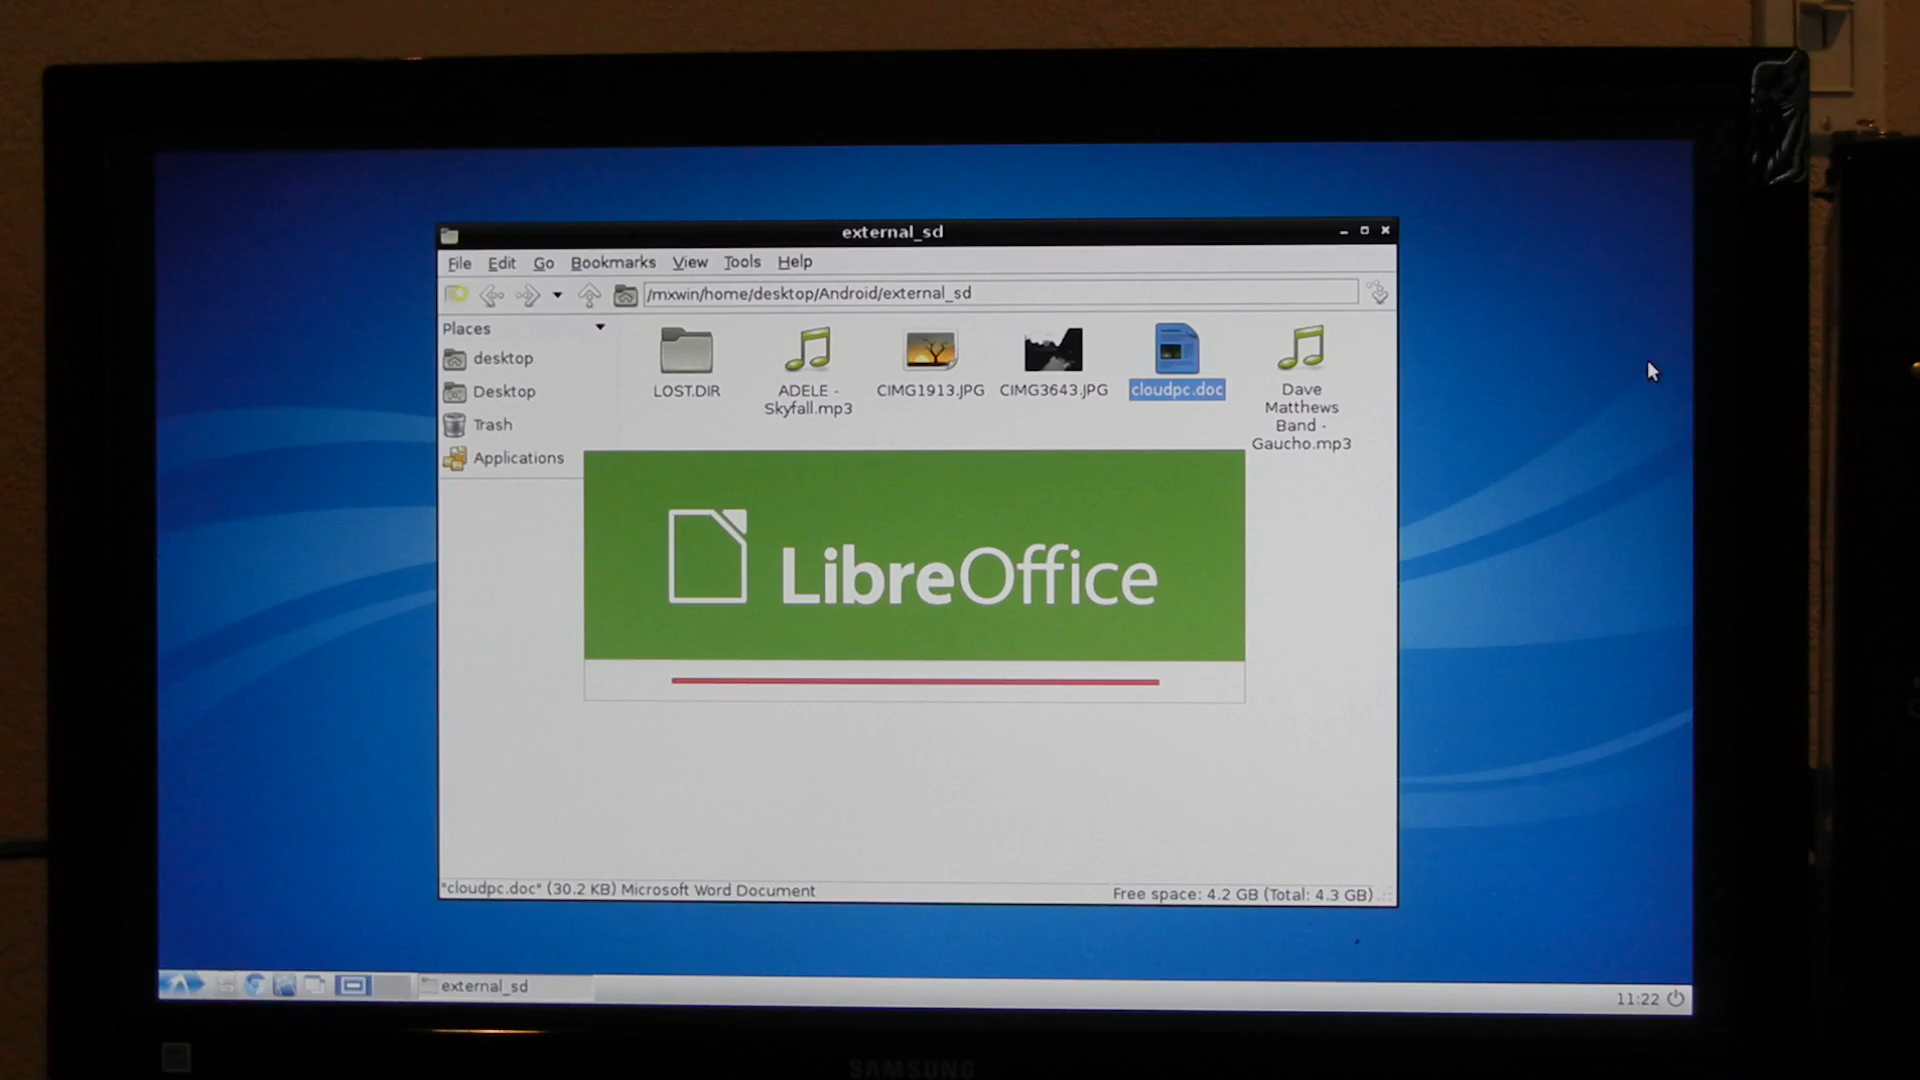 external_sd
File Edit Go Bookmarks View Tools Help
/mxwin/home/desktop/Android/external_sd
Places
desktop
Desktop
Trash
Applications
LOST.DIR
ADELE -
Skyfall.mp3
CIMG1913.JPG
CIMG3643.JPG
cloudpc.doc
Dave
Matthews
Band -
Gaucho.mp3
LibreOffice
"cloudpc.doc" (30.2 KB) Microsoft Word Document
Free space: 4.2 GB (Total: 4.3 GB)
external_sd
11:22
SAMSUNG